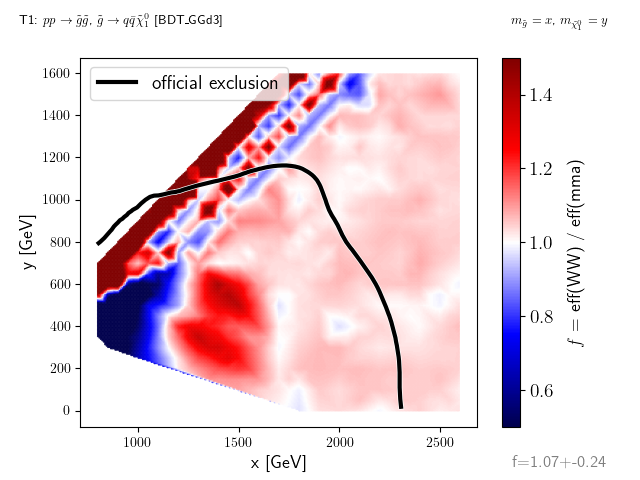 T1: pp → g̃g̃, g̃ → qq̄χ̃₁⁰ [BDT_GGd3]
m_g̃ = x, m_χ̃₁⁰ = y
official exclusion
1600
1400
1200
1000
800
600
400
200
0
y [GeV]
1000 1500 2000 2500
x [GeV]
1.4
1.2
1.0
0.8
0.6
f = eff(WW) / eff(mma)
f=1.07+-0.24